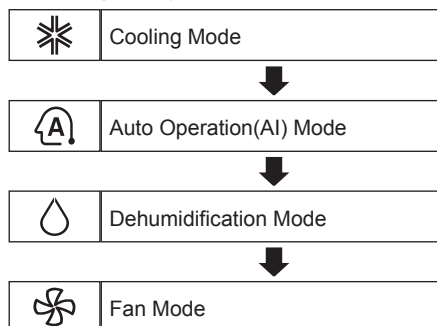 Cooling Mode
A
Auto Operation(AI) Mode
Dehumidification Mode
Fan Mode